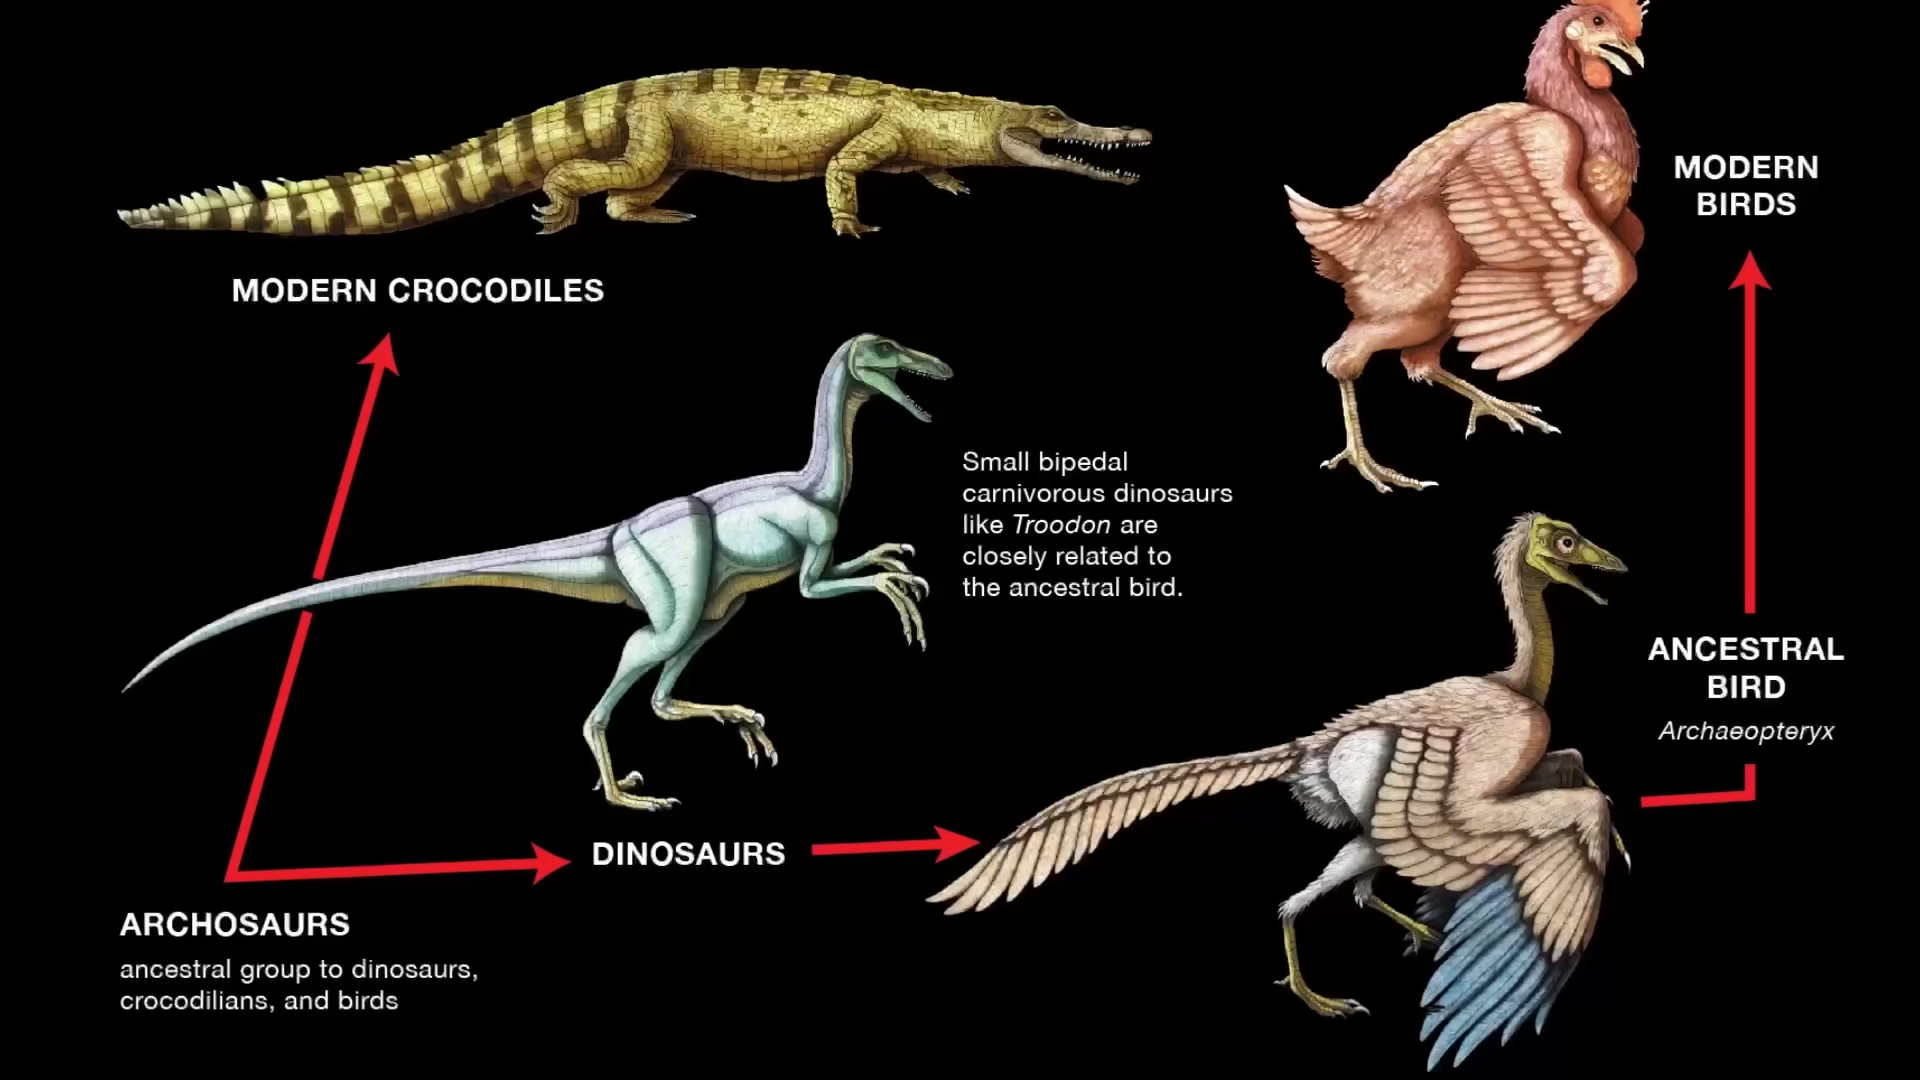 MODERN
BIRDS
MODERN CROCODILES
Small bipedal
carnivorous dinosaurs
like Troodon are
closely related to
the ancestral bird.
ANCESTRAL
BIRD
Archaeopteryx
DINOSAURS
ARCHOSAURS
ancestral group to dinosaurs,
crocodilians, and birds